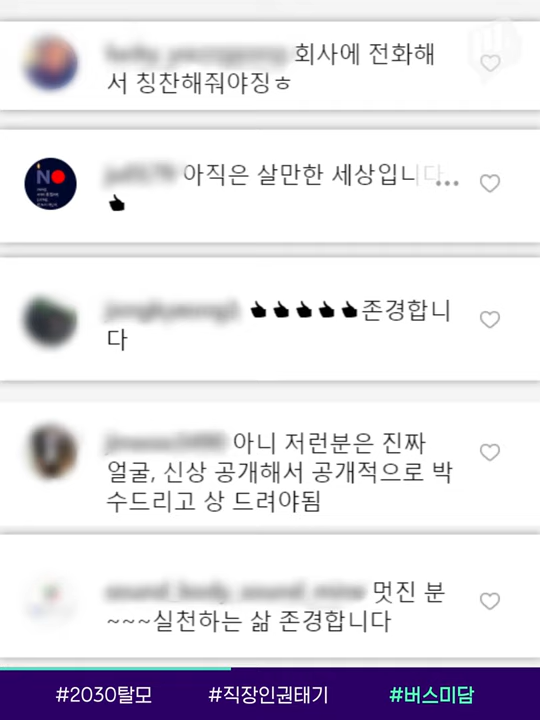 회사에 전화해
서 칭찬해줘야징ㅎ
아직은 살만한 세상입니다...
👍
👍👍👍👍👍존경합니
다
아니 저런분은 진짜
얼굴, 신상 공개해서 공개적으로 박
수드리고 상 드려야됨
멋진 분
~~~실천하는 삶 존경합니다
#2030탈모 #직장인권태기 #버스미담